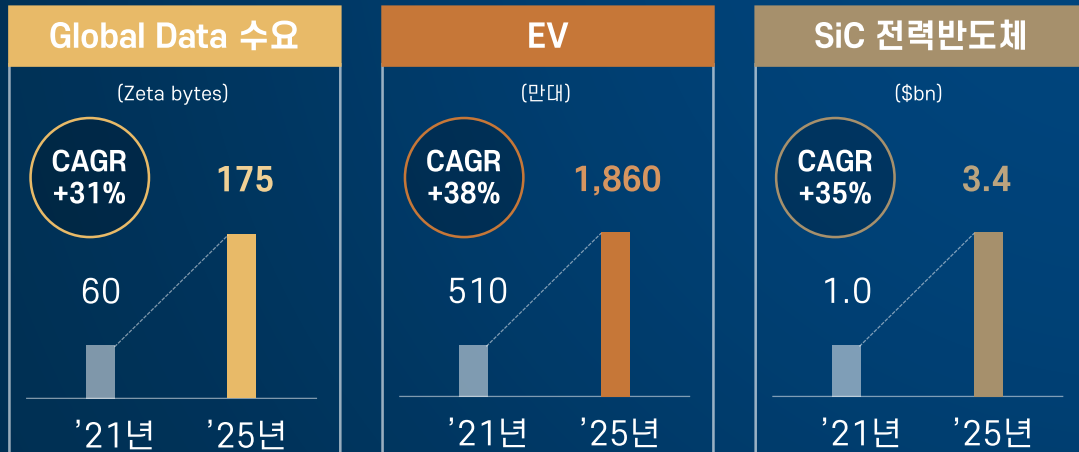 Global Data 수요
(Zeta bytes)
CAGR
+31%
175
60
’21년
’25년
EV
(만대)
CAGR
+38%
1,860
510
’21년
’25년
SiC 전력반도체
($bn)
CAGR
+35%
3.4
1.0
’21년
’25년